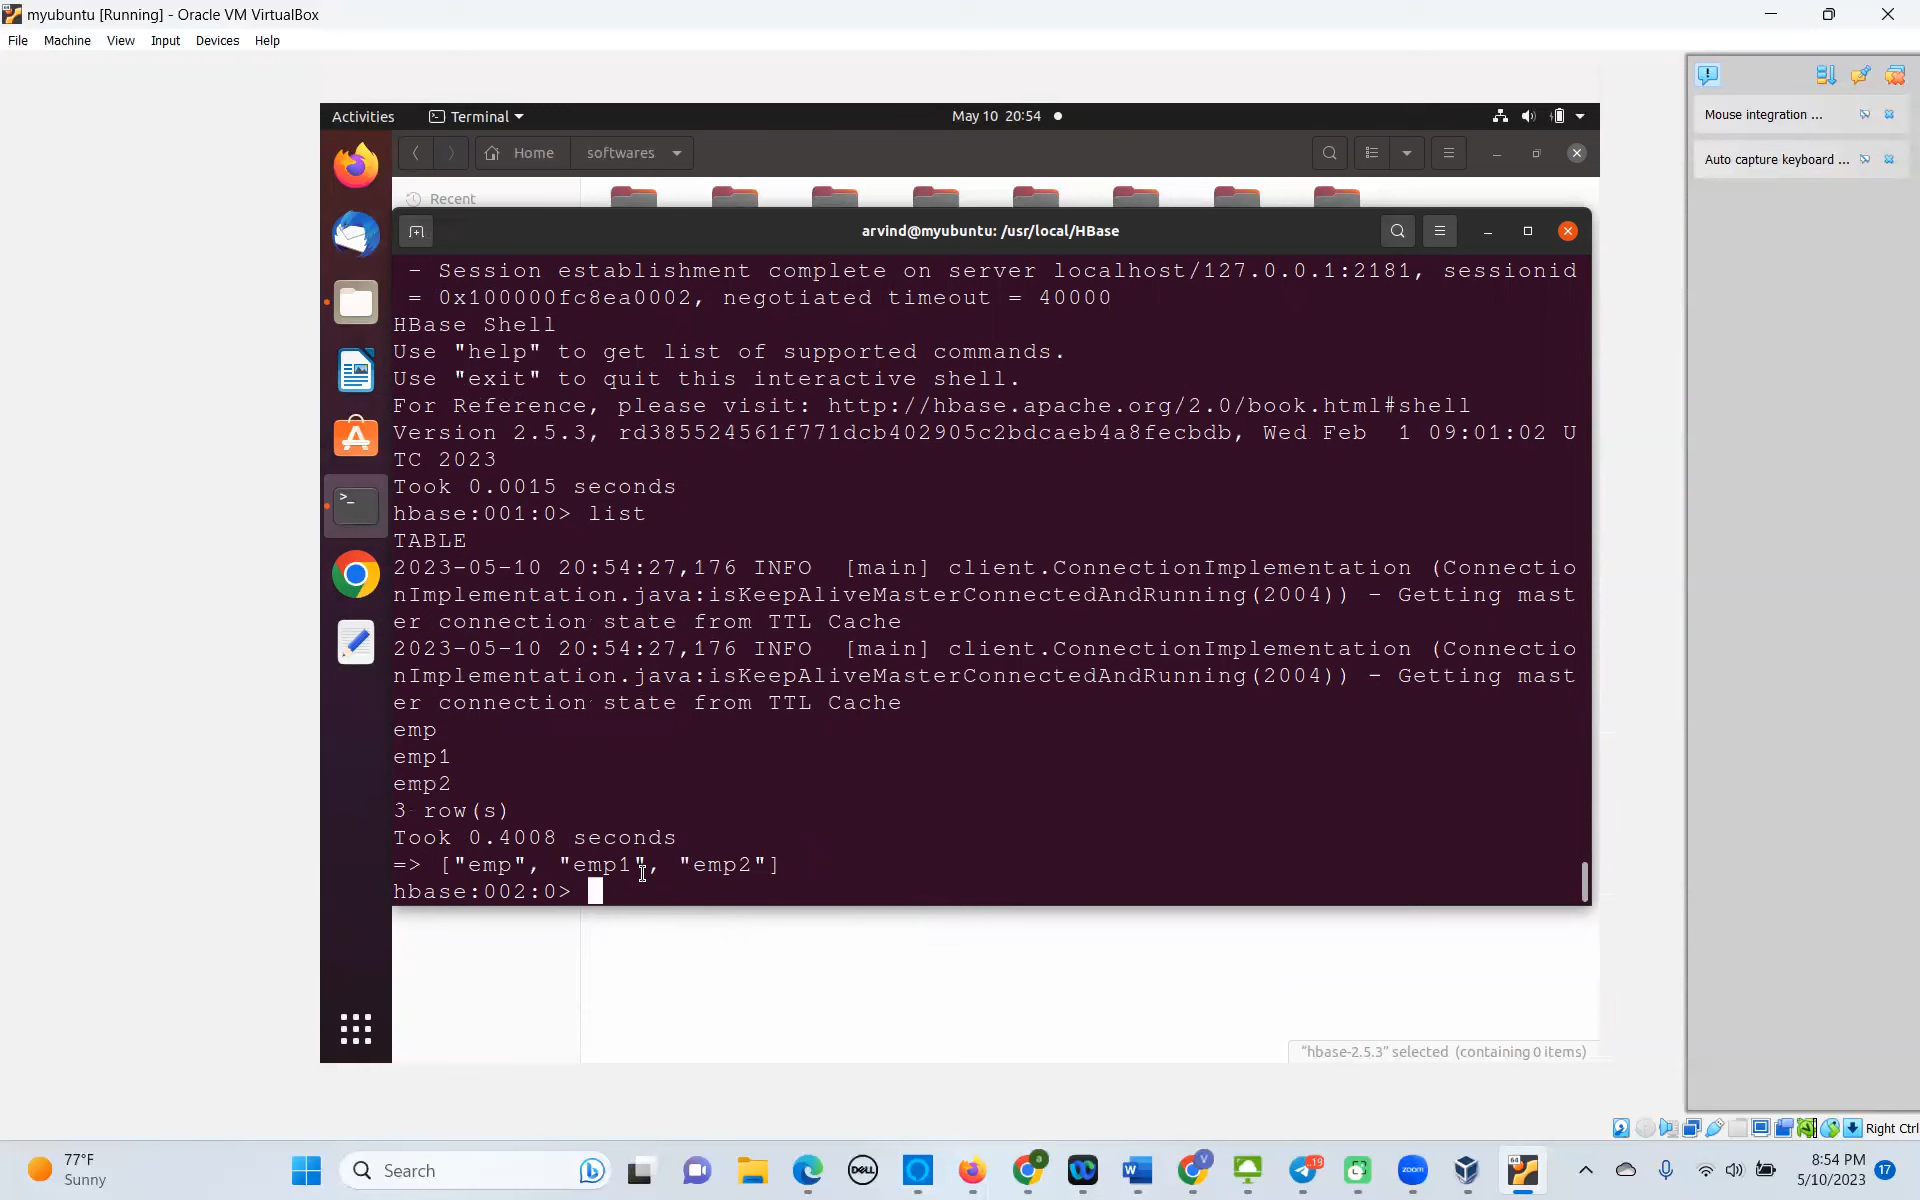 myubuntu [Running] - Oracle VM VirtualBox
File Machine View Input Devices Help
Mouse integration ...
Auto capture keyboard ...
Activities Terminal May 10 20:54
Home softwares
Recent
arvind@myubuntu: /usr/local/HBase
- Session establishment complete on server localhost/127.0.0.1:2181, sessionid
= 0x100000fc8ea0002, negotiated timeout = 40000
HBase Shell
Use "help" to get list of supported commands.
Use "exit" to quit this interactive shell.
For Reference, please visit: http://hbase.apache.org/2.0/book.html#shell
Version 2.5.3, rd385524561f771dcb402905c2bdcaeb4a8fecbdb, Wed Feb  1 09:01:02 U
TC 2023
Took 0.0015 seconds
hbase:001:0> list
TABLE
2023-05-10 20:54:27,176 INFO  [main] client.ConnectionImplementation (Connectio
nImplementation.java:isKeepAliveMasterConnectedAndRunning(2004)) - Getting mast
er connection state from TTL Cache
2023-05-10 20:54:27,176 INFO  [main] client.ConnectionImplementation (Connectio
nImplementation.java:isKeepAliveMasterConnectedAndRunning(2004)) - Getting mast
er connection state from TTL Cache
emp
emp1
emp2
3 row(s)
Took 0.4008 seconds
=> ["emp", "emp1", "emp2"]
hbase:002:0>
"hbase-2.5.3" selected (containing 0 items)
Right Ctrl
77°F
Sunny
Search
DELL
19
zoom
8:54 PM
5/10/2023
17